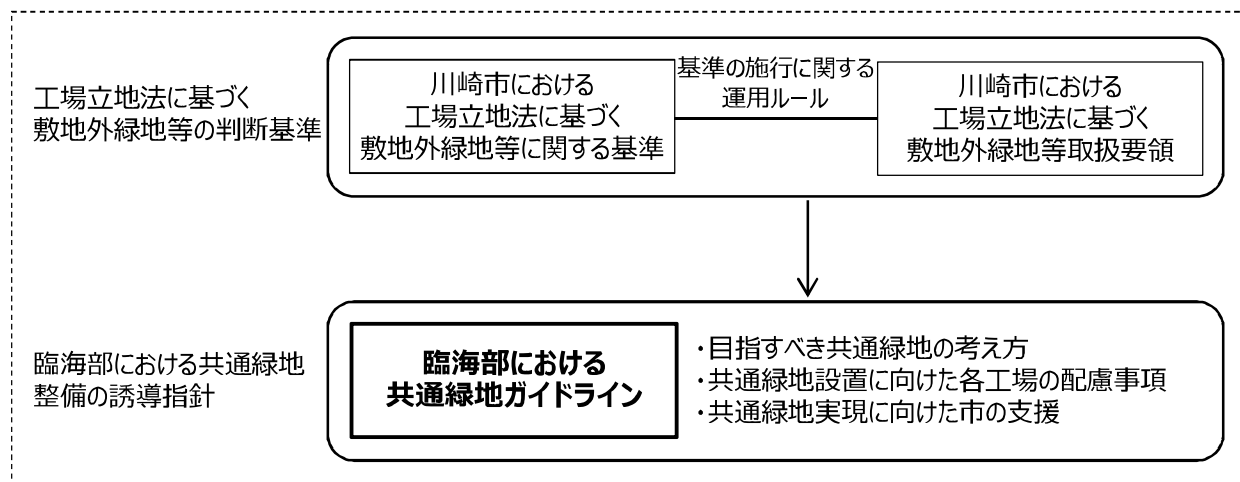 工場立地法に基づく
敷地外緑地等の判断基準
川崎市における
工場立地法に基づく
敷地外緑地等に関する基準
基準の施行に関する
運用ルール
川崎市における
工場立地法に基づく
敷地外緑地等取扱要領
臨海部における共通緑地
整備の誘導指針
臨海部における
共通緑地ガイドライン
・目指すべき共通緑地の考え方
・共通緑地設置に向けた各工場の配慮事項
・共通緑地実現に向けた市の支援